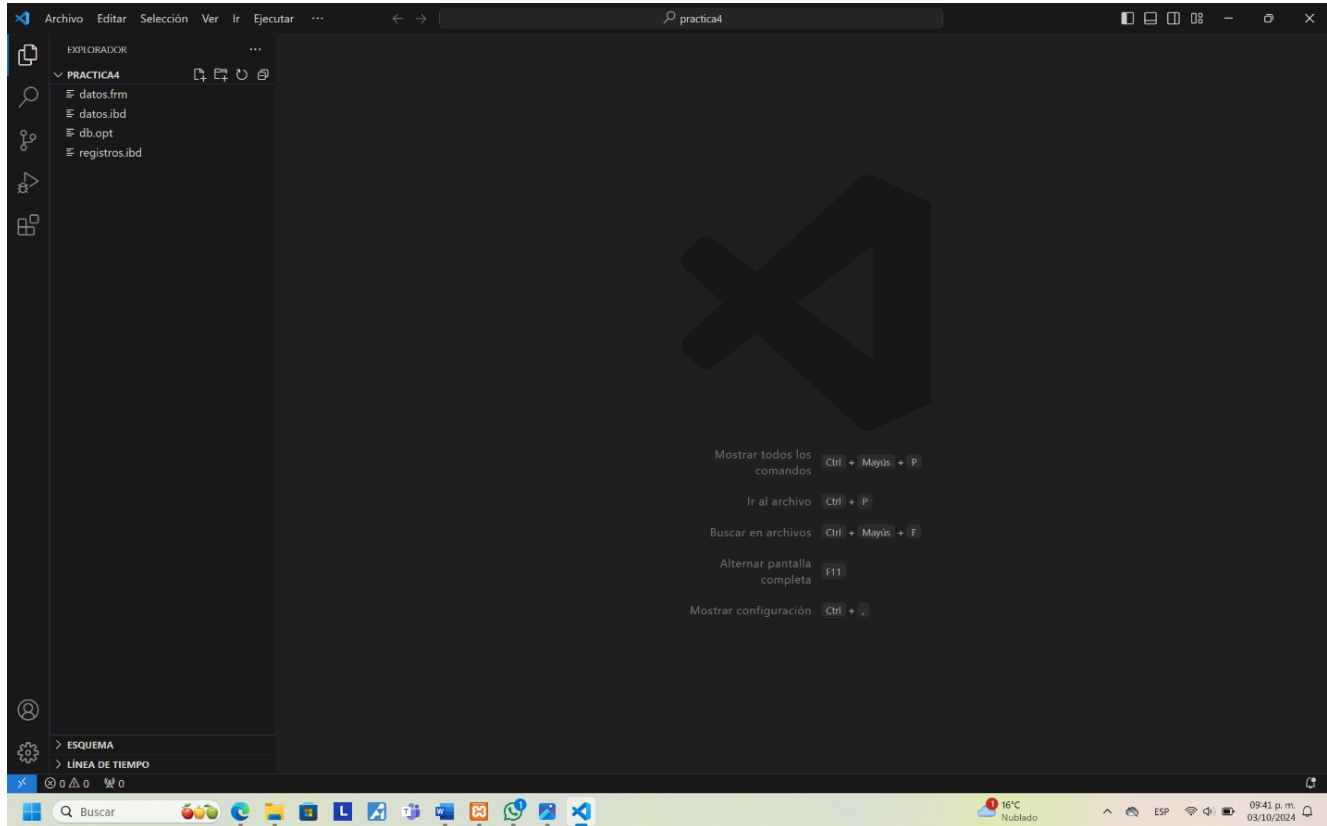 Archivo Editar Selección Ver Ir Ejecutar ··· ← → practica4
EXPLORADOR ···
PRACTICA4
datos.frm
datos.ibd
db.opt
registros.ibd
Mostrar todos los comandos Ctrl + Mayús + P
Ir al archivo Ctrl + P
Buscar en archivos Ctrl + Mayús + F
Alternar pantalla completa F11
Mostrar configuración Ctrl + ,
ESQUEMA
LÍNEA DE TIEMPO
0 0 0
Buscar L W 1 16°C Nublado ESP 09:41 p. m. 03/10/2024